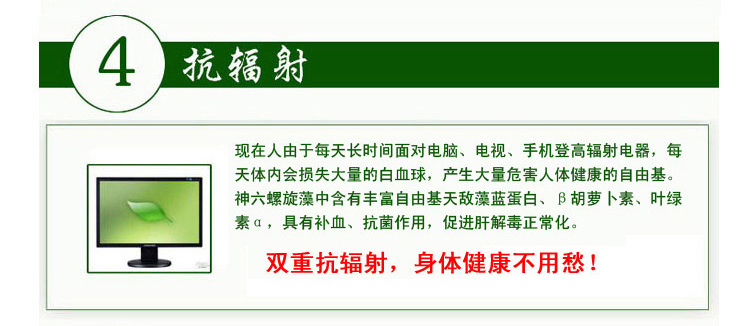 4 抗辐射
现在人由于每天长时间面对电脑、电视、手机登高辐射电器，每
天体内会损失大量的白血球，产生大量危害人体健康的自由基。
神六螺旋藻中含有丰富自由基天敌藻蓝蛋白、β胡萝卜素、叶绿
素α，具有补血、抗菌作用，促进肝解毒正常化。
双重抗辐射，身体健康不用愁！